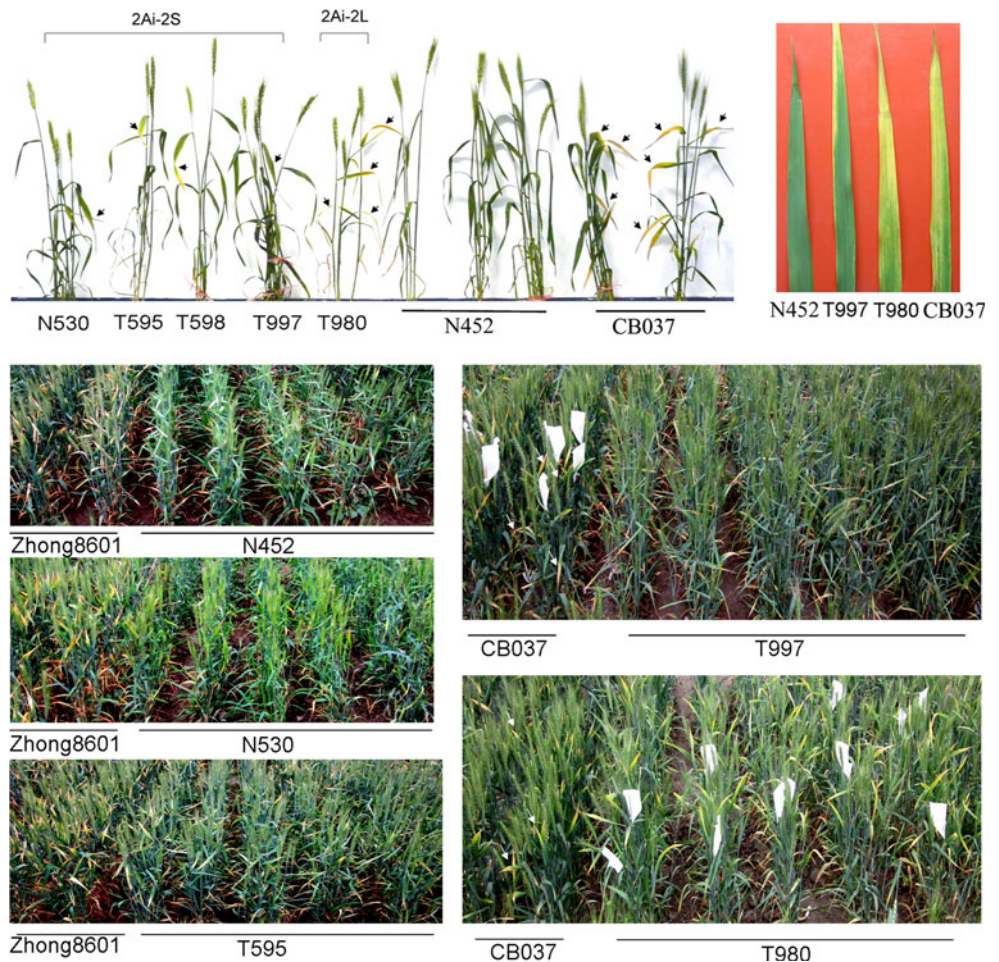 2Ai-2S 2Ai-2L
N530 T595 T598 T997 T980 N452 CB037
N452 T997 T980 CB037
Zhong8601 N452
Zhong8601 N530
Zhong8601 T595
CB037 T997
CB037 T980